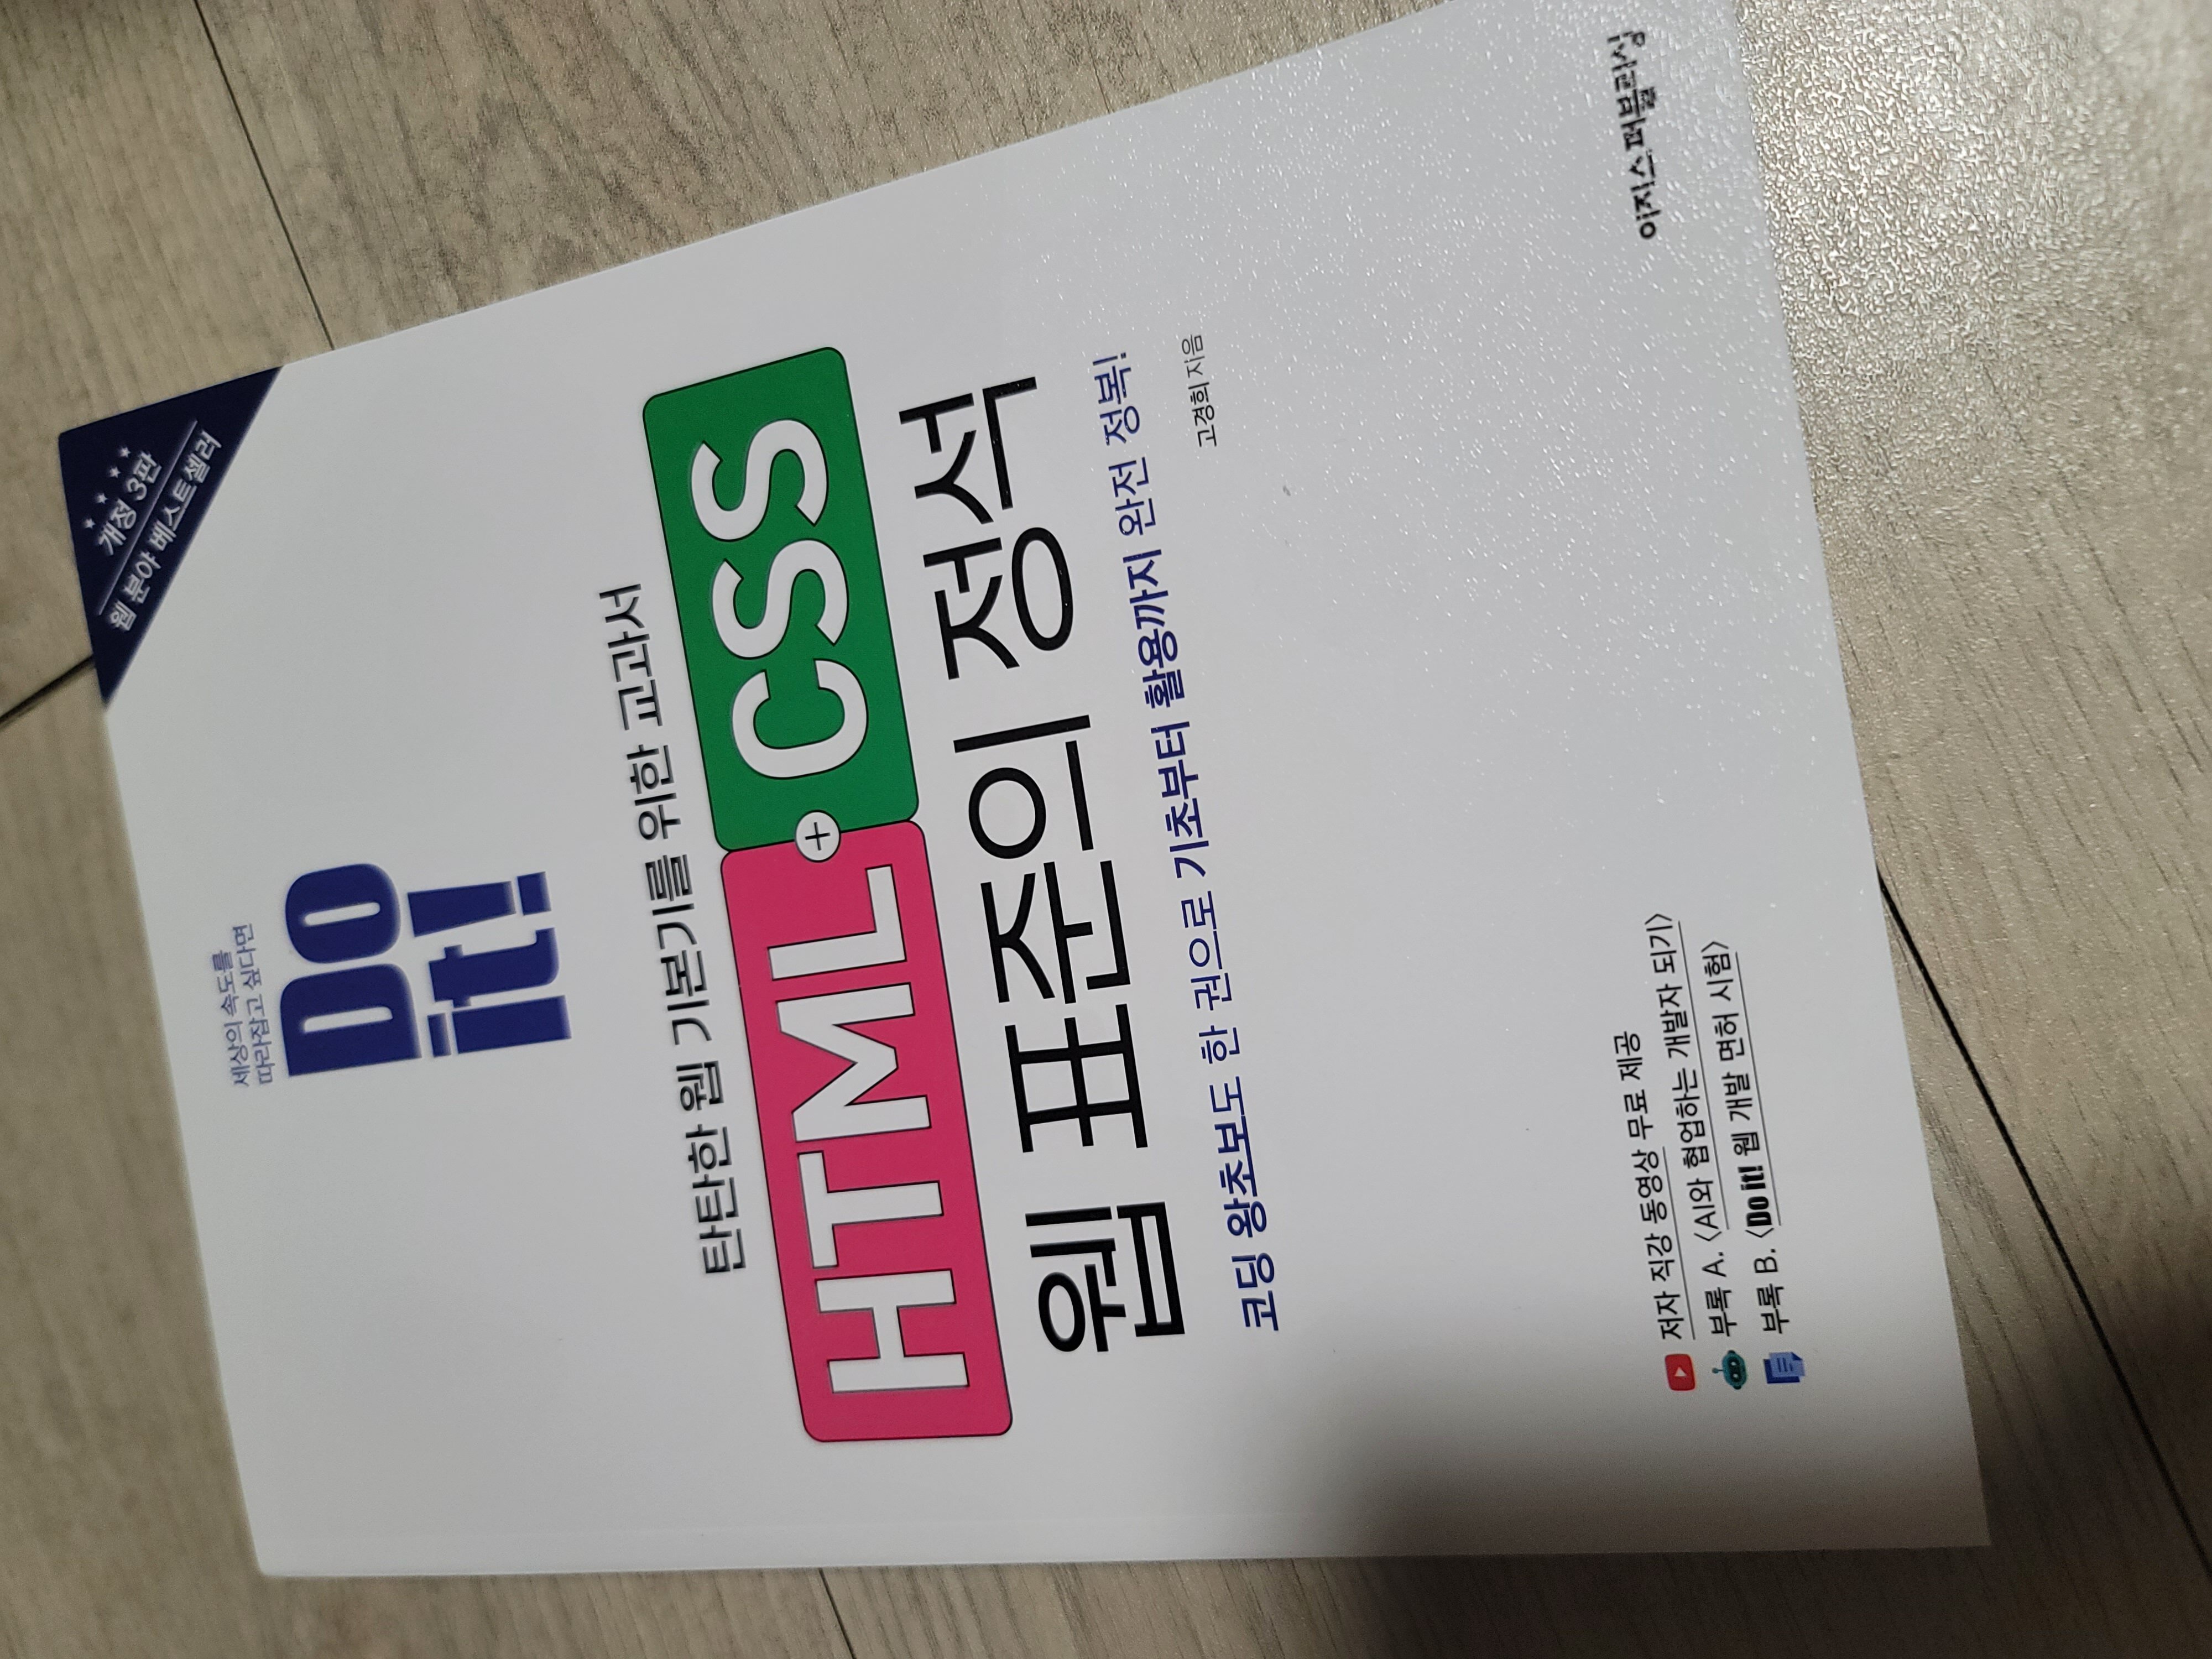 개정 3판
웹 분야 베스트셀러
세상의 속도를
따라잡고 싶다면
Do
it!
탄탄한 웹 기본기를 위한 교과서
HTML + CSS
웹 표준의 정석
코딩 왕초보도 한 권으로 기초부터 활용까지 완전 정복!
고경희 지음
저자 직강 동영상 무료 제공
부록 A. 〈AI와 협업하는 개발자 되기〉
부록 B. 〈Do it! 웹 개발 면허 시험〉
이지스퍼블리싱